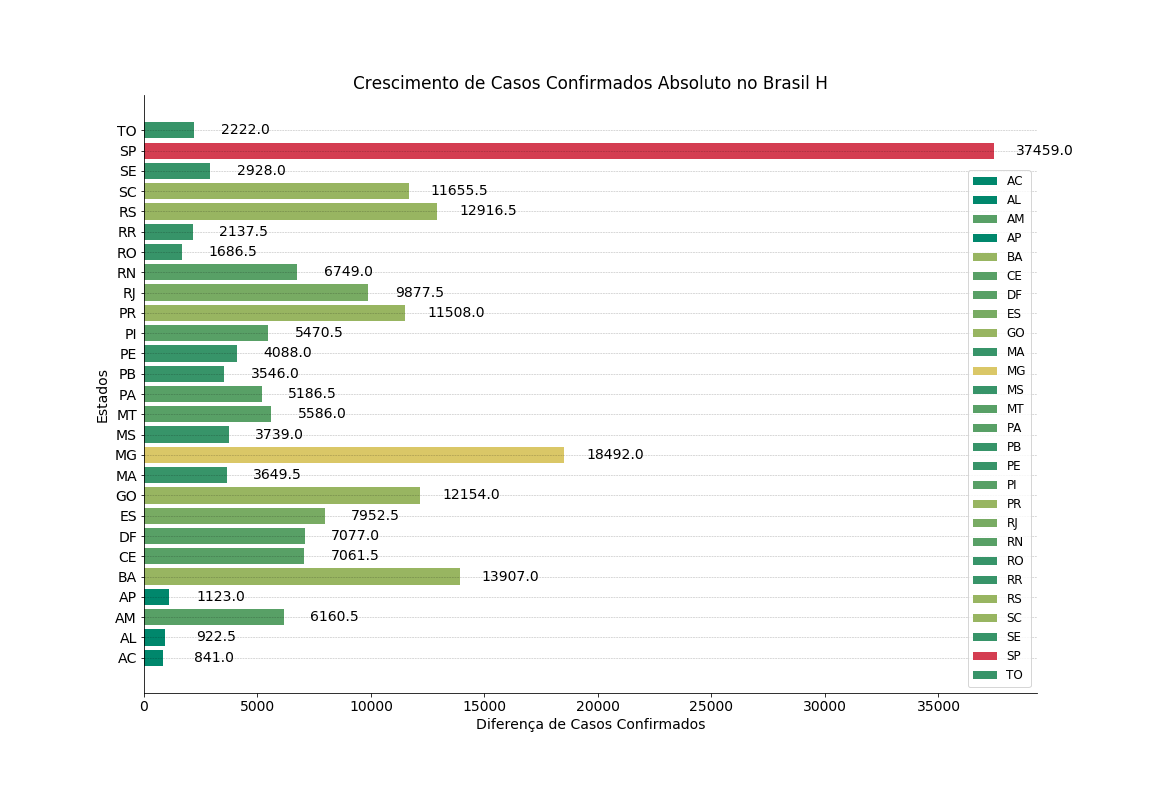 Crescimento de Casos Confirmados Absoluto no Brasil H
TO 2222.0
SP 37459.0
SE 2928.0
SC 11655.5
RS 12916.5
RR 2137.5
RO 1686.5
RN 6749.0
RJ 9877.5
PR 11508.0
PI 5470.5
PE 4088.0
PB 3546.0
PA 5186.5
MT 5586.0
MS 3739.0
MG 18492.0
MA 3649.5
GO 12154.0
ES 7952.5
DF 7077.0
CE 7061.5
BA 13907.0
AP 1123.0
AM 6160.5
AL 922.5
AC 841.0
Estados
0 5000 10000 15000 20000 25000 30000 35000
Diferença de Casos Confirmados
AC
AL
AM
AP
BA
CE
DF
ES
GO
MA
MG
MS
MT
PA
PB
PE
PI
PR
RJ
RN
RO
RR
RS
SC
SE
SP
TO